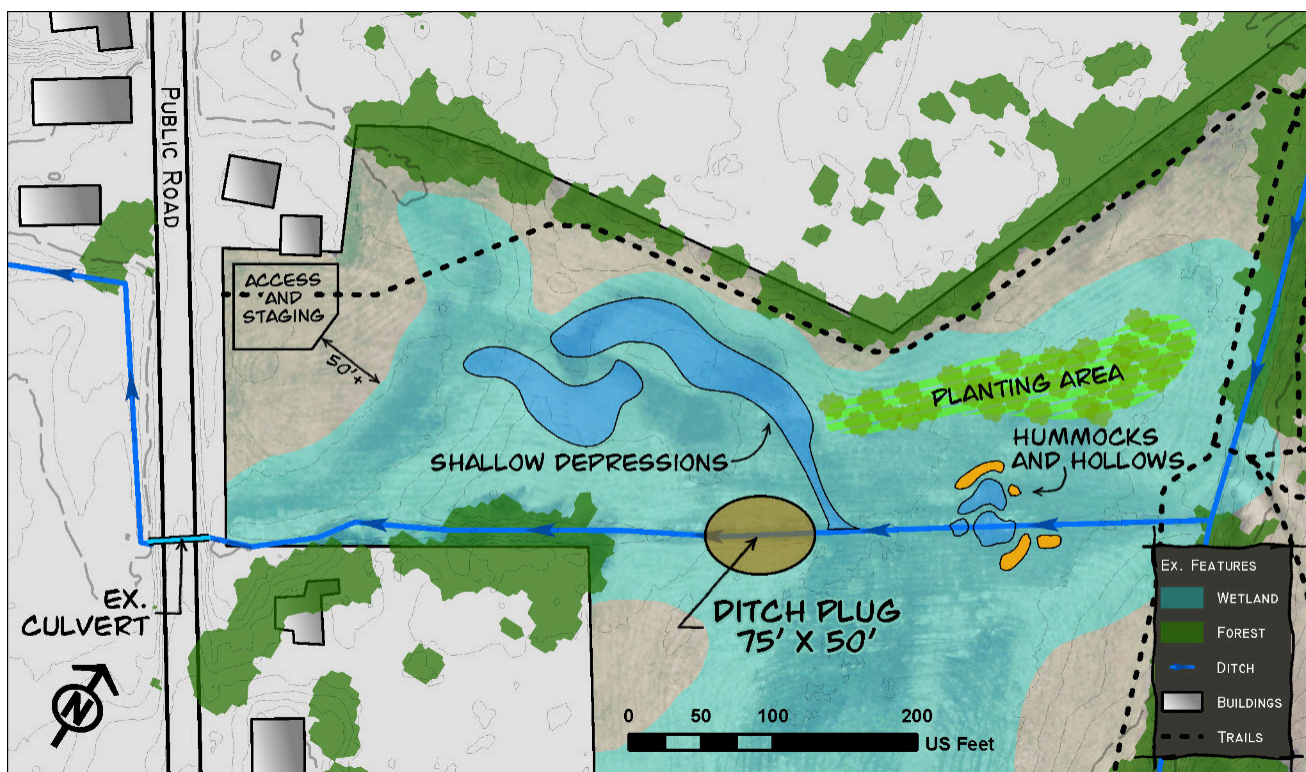 PUBLIC ROAD
ACCESS
AND
STAGING
50'+
PLANTING AREA
SHALLOW DEPRESSIONS
HUMMOCKS
AND HOLLOWS
DITCH PLUG
75' X 50'
EX.
CULVERT
N
0 50 100 200
US Feet
EX. FEATURES
WETLAND
FOREST
DITCH
BUILDINGS
TRAILS